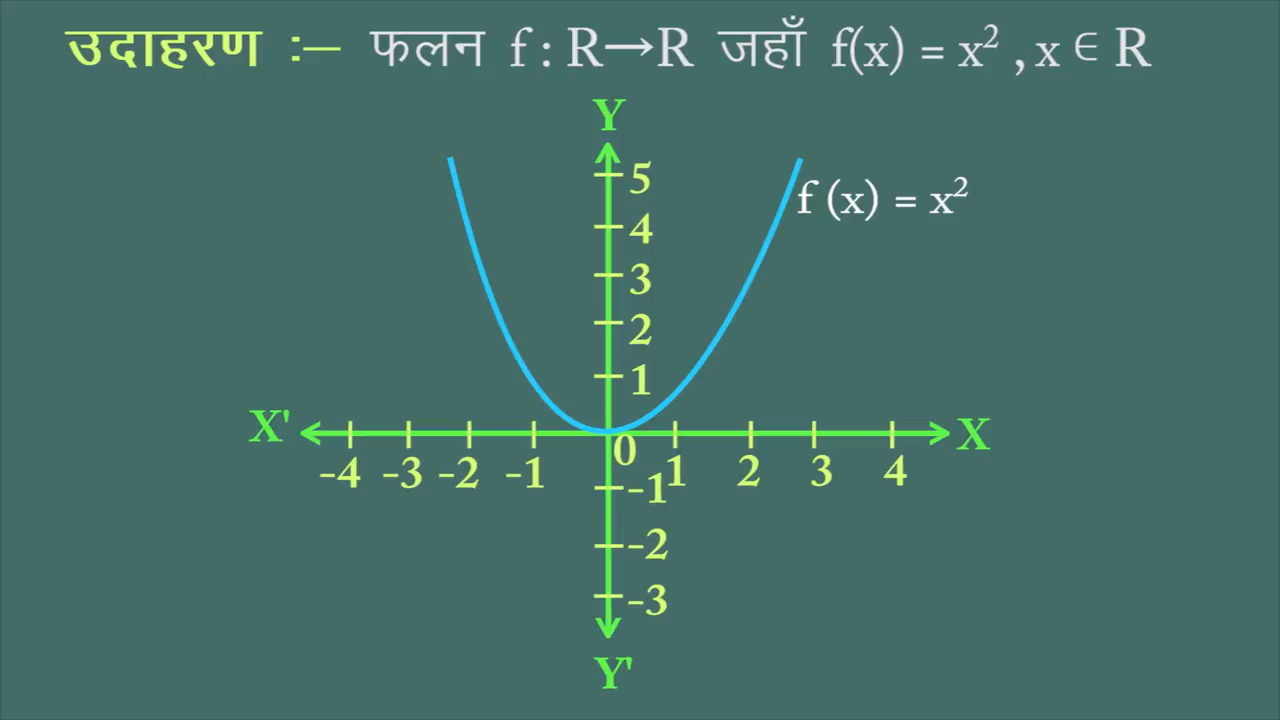 उदाहरण :– फलन f : R→R जहाँ f(x) = x² , x ∈ R
Y
5
f (x) = x²
4
3
2
1
X' X
0
-4 -3 -2 -1 1 2 3 4
-1
-2
-3
Y'